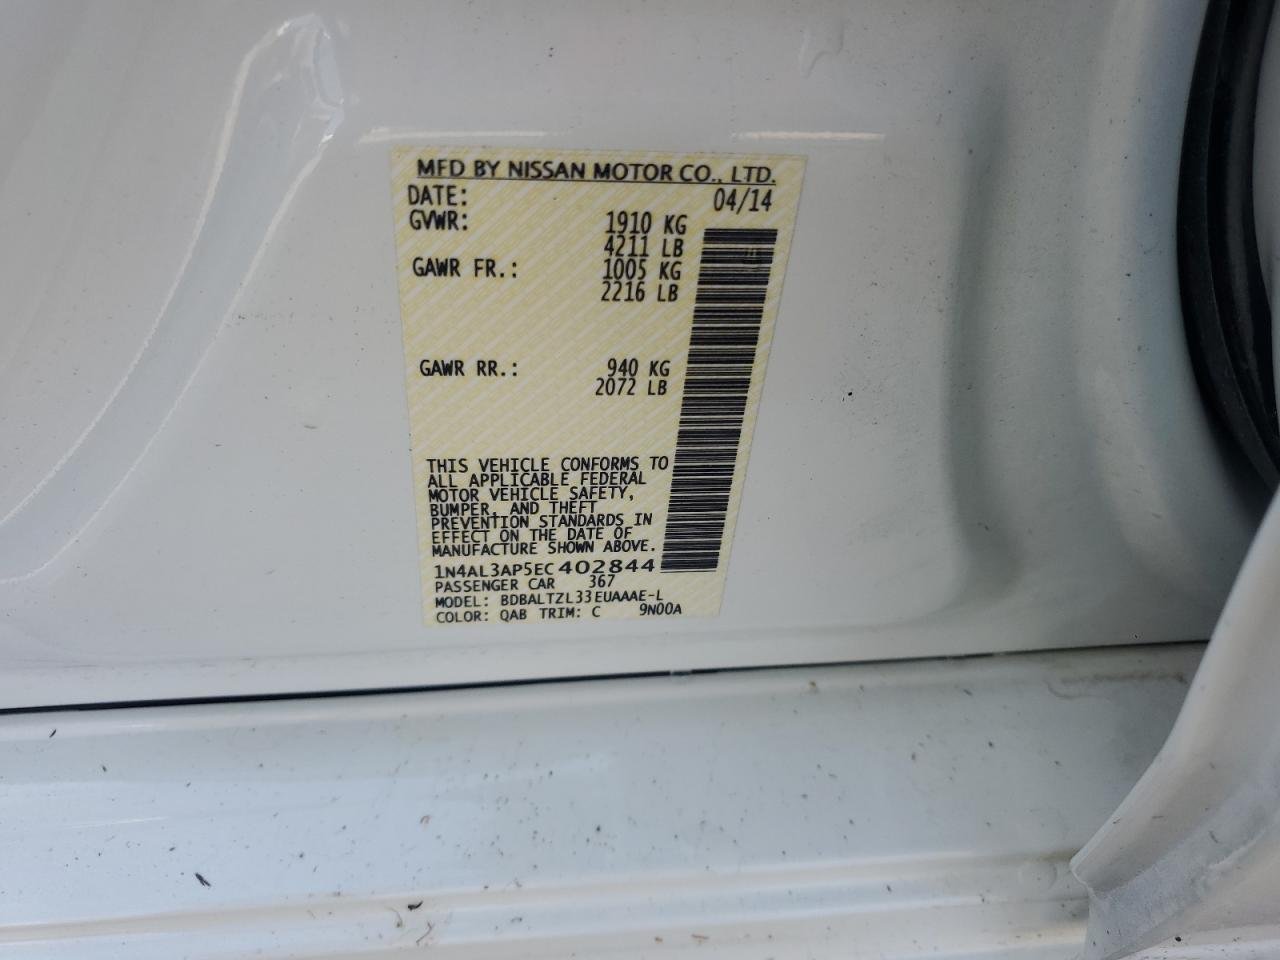 MFD BY NISSAN MOTOR CO., LTD.
DATE: 04/14
GVWR: 1910 KG
4211 LB
GAWR FR.: 1005 KG
2216 LB
GAWR RR.: 940 KG
2072 LB
THIS VEHICLE CONFORMS TO
ALL APPLICABLE FEDERAL
MOTOR VEHICLE SAFETY,
BUMPER, AND THEFT
PREVENTION STANDARDS IN
EFFECT ON THE DATE OF
MANUFACTURE SHOWN ABOVE.
1N4AL3AP5EC402844
PASSENGER CAR 367
MODEL: BDBALTZL33EUAAAE-L
COLOR: QAB TRIM: C 9N00A